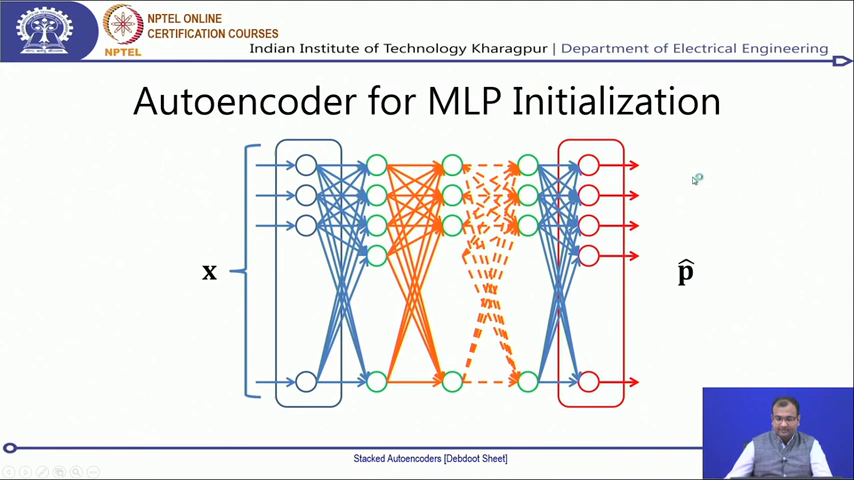 NPTEL ONLINE
CERTIFICATION COURSES
NPTEL
Indian Institute of Technology Kharagpur | Department of Electrical Engineering
Autoencoder for MLP Initialization
x
p̂
Stacked Autoencoders [Debdoot Sheet]